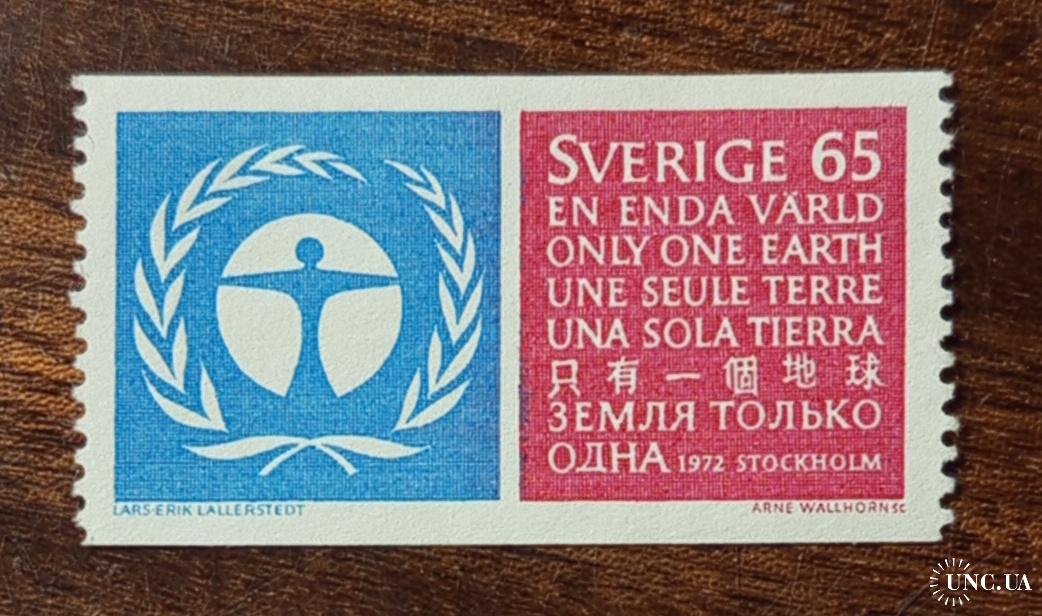 SVERIGE 65
EN ENDA VÄRLD
ONLY ONE EARTH
UNE SEULE TERRE
UNA SOLA TIERRA
只有一個地球
ЗЕМЛЯ ТОЛЬКО
ОДНА 1972 STOCKHOLM
LARS-ERIK LALLERSTEDT
ARNE WALLHORN SC
UNC.UA